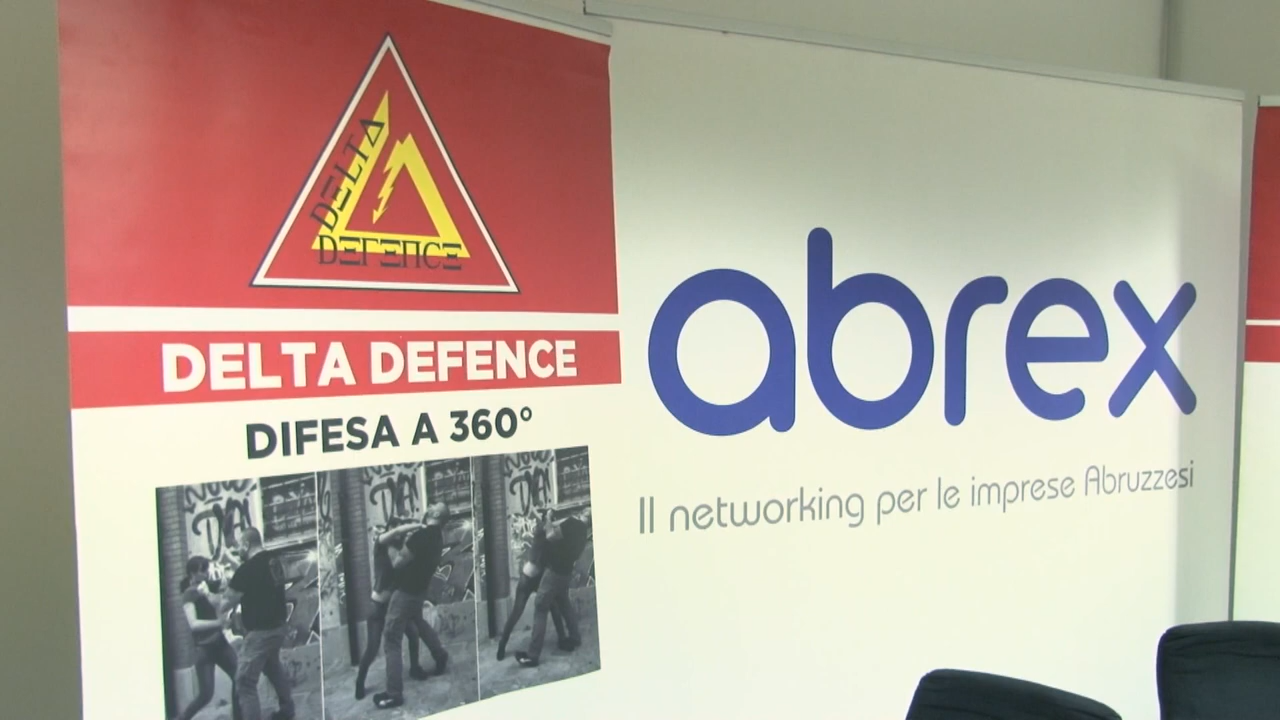 DELTA
DEFENCE
DELTA DEFENCE
DIFESA A 360°
abrex
Il networking per le imprese Abruzzesi